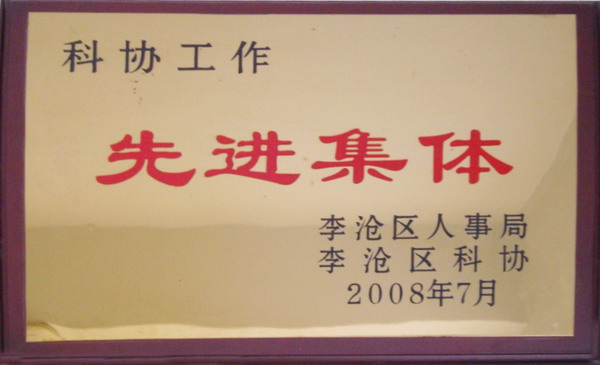 科协工作
先进集体
李沧区人事局
李沧区科协
2008年7月